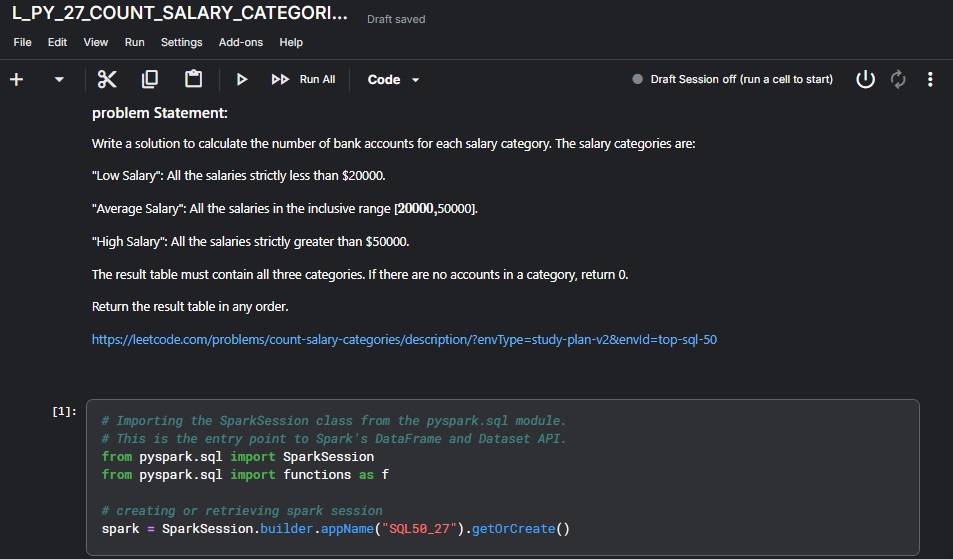 L_PY_27_COUNT_SALARY_CATEGORI...
Draft saved
File Edit View Run Settings Add-ons Help
Run All Code Draft Session off (run a cell to start)
problem Statement:
Write a solution to calculate the number of bank accounts for each salary category. The salary categories are:
"Low Salary": All the salaries strictly less than $20000.
"Average Salary": All the salaries in the inclusive range [20000,50000].
"High Salary": All the salaries strictly greater than $50000.
The result table must contain all three categories. If there are no accounts in a category, return 0.
Return the result table in any order.
https://leetcode.com/problems/count-salary-categories/description/?envType=study-plan-v2&envId=top-sql-50
[1]:
# Importing the SparkSession class from the pyspark.sql module.
# This is the entry point to Spark's DataFrame and Dataset API.
from pyspark.sql import SparkSession
from pyspark.sql import functions as f
# creating or retrieving spark session
spark = SparkSession.builder.appName("SQL50_27").getOrCreate()